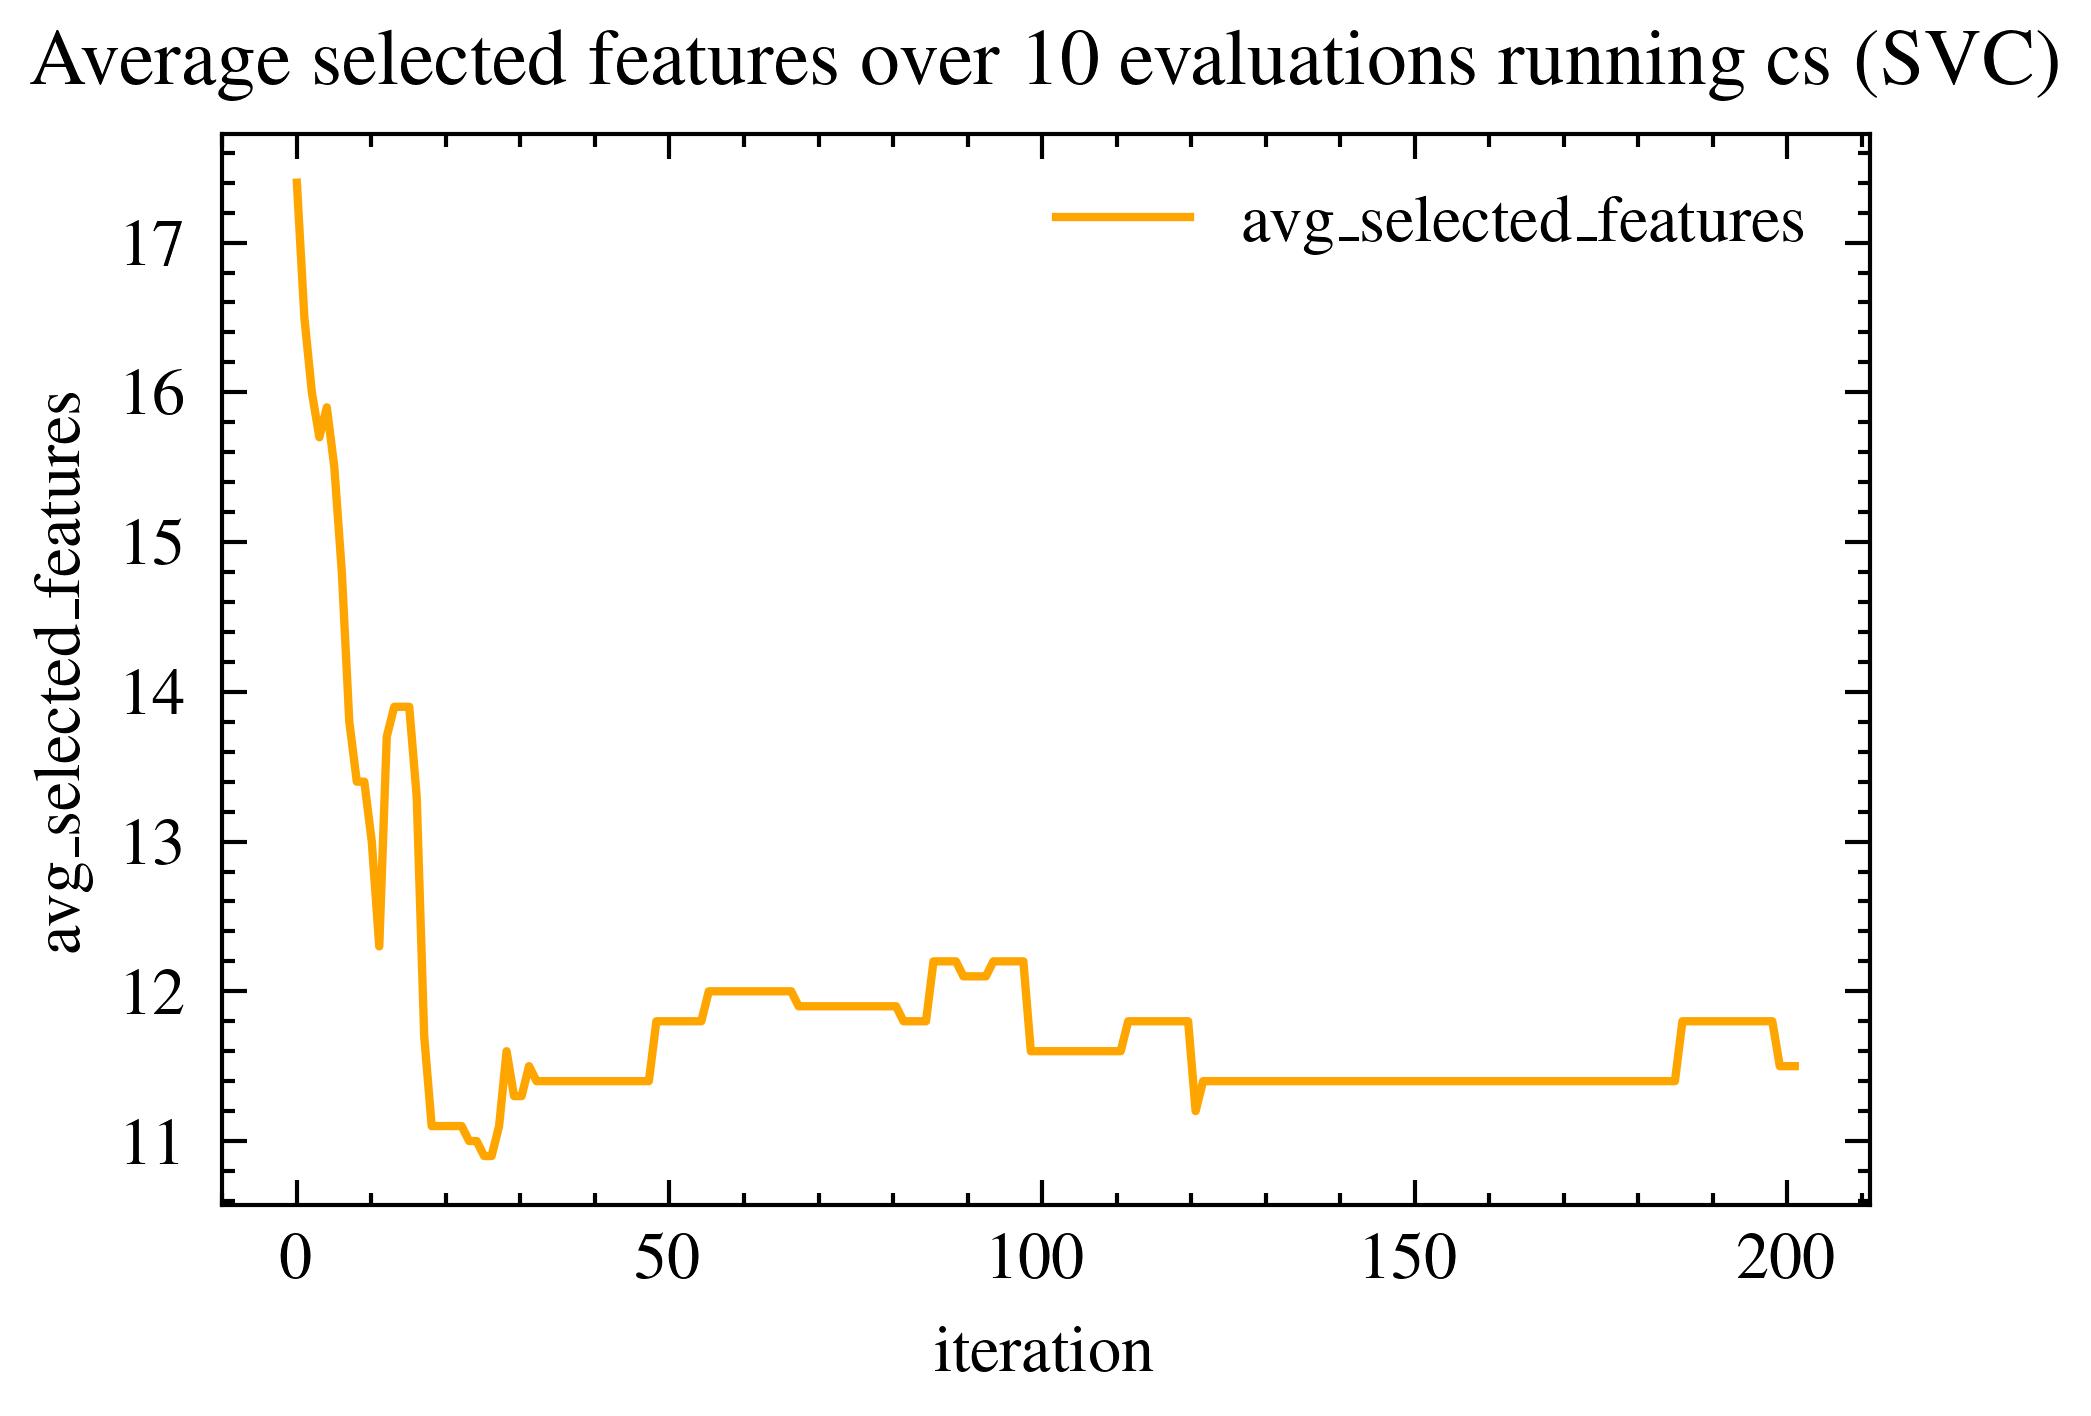 Average selected features over 10 evaluations running cs (SVC)
avg_selected_features
17
16
15
14
13
12
11
avg_selected_features
0 50 100 150 200
iteration